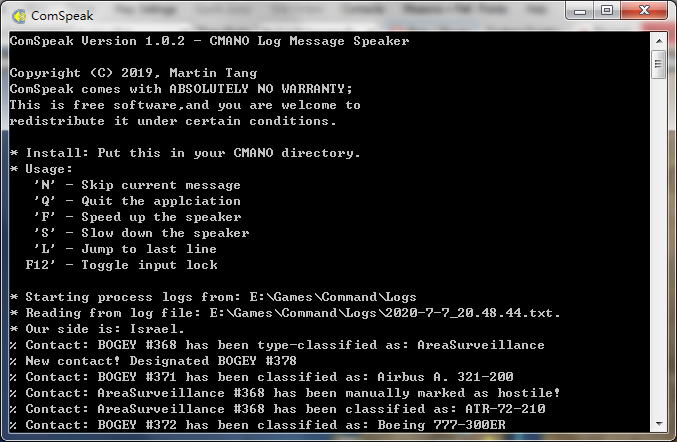 ComSpeak
ComSpeak Version 1.0.2 - CMANO Log Message Speaker
Copyright (C) 2019, Martin Tang
ComSpeak comes with ABSOLUTELY NO WARRANTY;
This is free software,and you are welcome to
redistribute it under certain conditions.
* Install: Put this in your CMANO directory.
* Usage:
'N' - Skip current message
'Q' - Quit the applciation
'F' - Speed up the speaker
'S' - Slow down the speaker
'L' - Jump to last line
F12' - Toggle input lock
* Starting process logs from: E:\Games\Command\Logs
* Reading from log file: E:\Games\Command\Logs\2020-7-7_20.48.44.txt.
* Our side is: Israel.
% Contact: BOGEY #368 has been type-classified as: AreaSurveillance
% New contact! Designated BOGEY #378
% Contact: BOGEY #371 has been classified as: Airbus A. 321-200
% Contact: AreaSurveillance #368 has been manually marked as hostile!
% Contact: AreaSurveillance #368 has been classified as: ATR-72-210
% Contact: BOGEY #372 has been classified as: Boeing 777-300ER